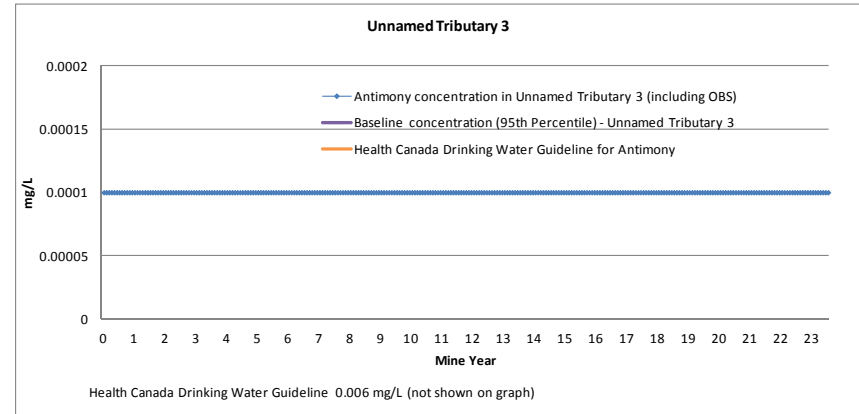 Unnamed Tributary 3
0.0002
Antimony concentration in Unnamed Tributary 3 (including OBS)
0.00015
Baseline concentration (95th Percentile) - Unnamed Tributary 3
Health Canada Drinking Water Guideline for Antimony
mg/L
0.0001
0.00005
0
0 1 2 3 4 5 6 7 8 9 10 11 12 13 14 15 16 17 18 19 20 21 22 23
Mine Year
Health Canada Drinking Water Guideline 0.006 mg/L (not shown on graph)